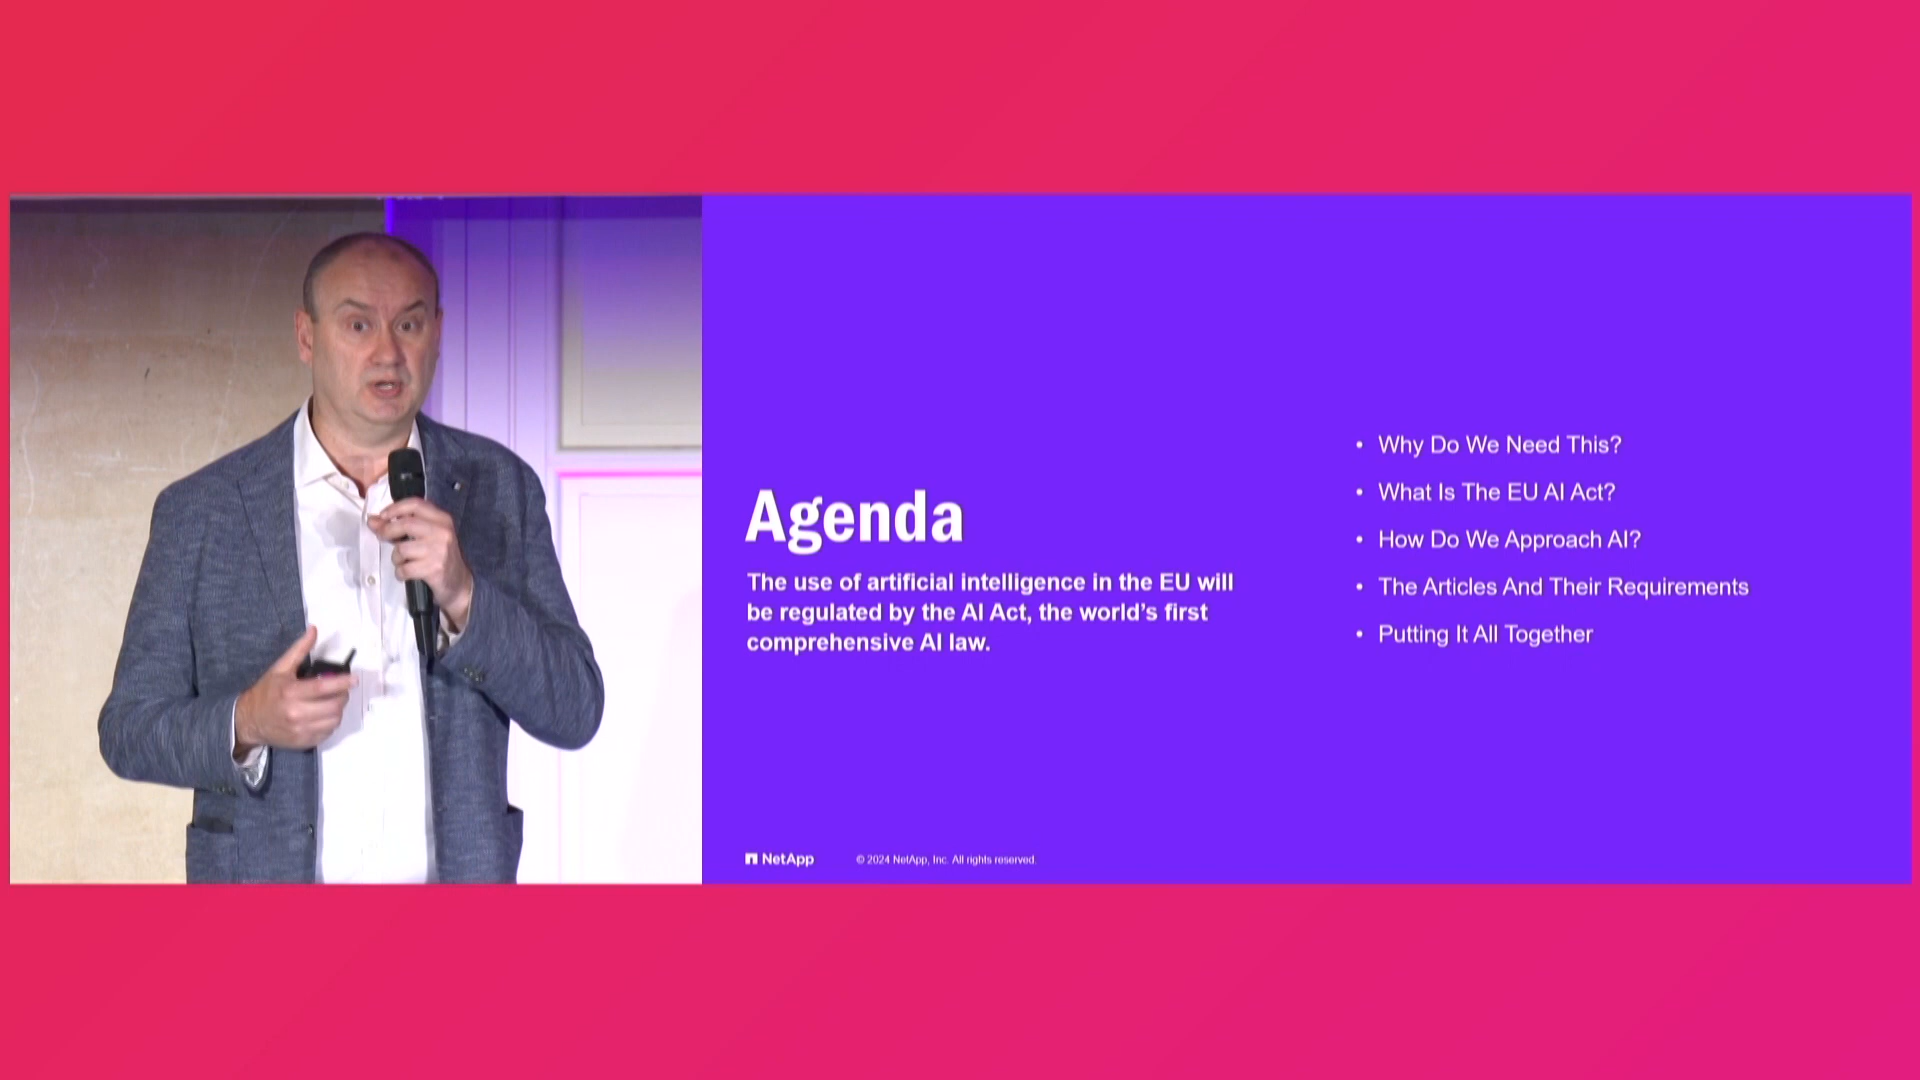 Agenda
The use of artificial intelligence in the EU will
be regulated by the AI Act, the world’s first
comprehensive AI law.
• Why Do We Need This?
• What Is The EU AI Act?
• How Do We Approach AI?
• The Articles And Their Requirements
• Putting It All Together
NetApp
© 2024 NetApp, Inc. All rights reserved.